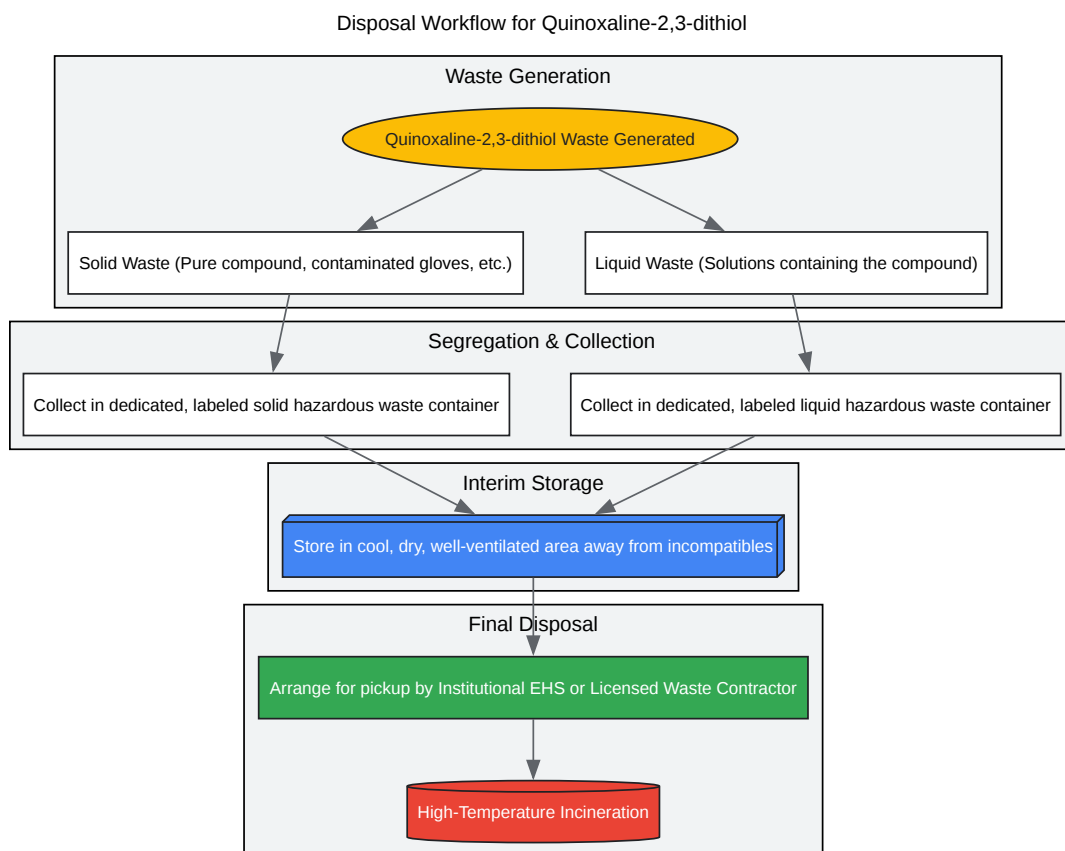 Disposal Workflow for Quinoxaline-2,3-dithiol
Waste Generation
Quinoxaline-2,3-dithiol Waste Generated
Solid Waste (Pure compound, contaminated gloves, etc.)
Liquid Waste (Solutions containing the compound)
Segregation & Collection
Collect in dedicated, labeled solid hazardous waste container
Collect in dedicated, labeled liquid hazardous waste container
Interim Storage
Store in cool, dry, well-ventilated area away from incompatibles
Final Disposal
Arrange for pickup by Institutional EHS or Licensed Waste Contractor
High-Temperature Incineration